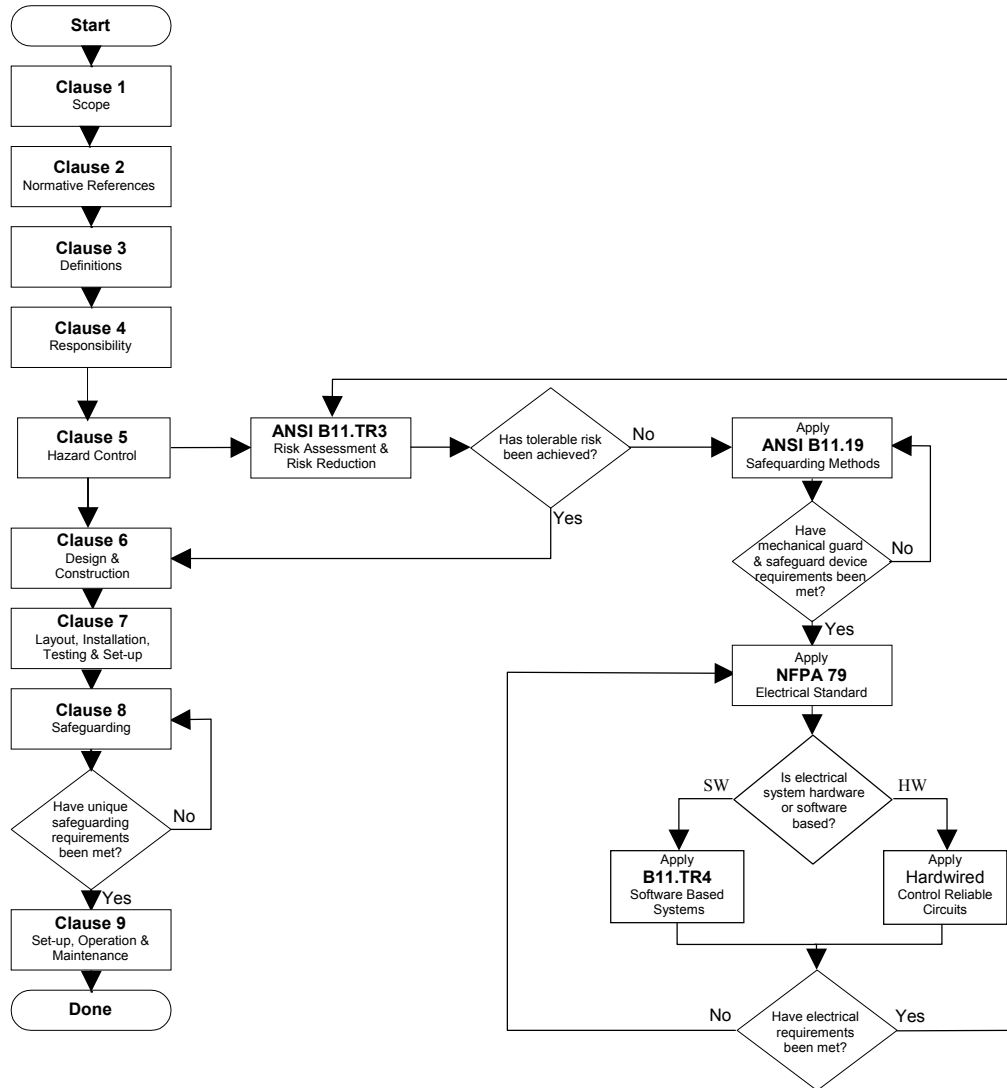 Start
Clause 1
Scope
Clause 2
Normative References
Clause 3
Definitions
Clause 4
Responsibility
Clause 5
Hazard Control
ANSI B11.TR3
Risk Assessment &
Risk Reduction
Has tolerable risk
been achieved?
No
Yes
Apply
ANSI B11.19
Safequarding Methods
Have
mechanical guard
& safeguard device
requirements been
met?
No
Yes
Clause 6
Design &
Construction
Clause 7
Layout, Installation,
Testing & Set-up
Clause 8
Safeguarding
Have unique
safeguarding
requirements
been met?
No
Yes
Clause 9
Set-up, Operation &
Maintenance
Done
Apply
NFPA 79
Electrical Standard
Is electrical
system hardware
or software
based?
SW
HW
Apply
B11.TR4
Software Based
Systems
Apply
Hardwired
Control Reliable
Circuits
Have electrical
requirements
been met?
No
Yes